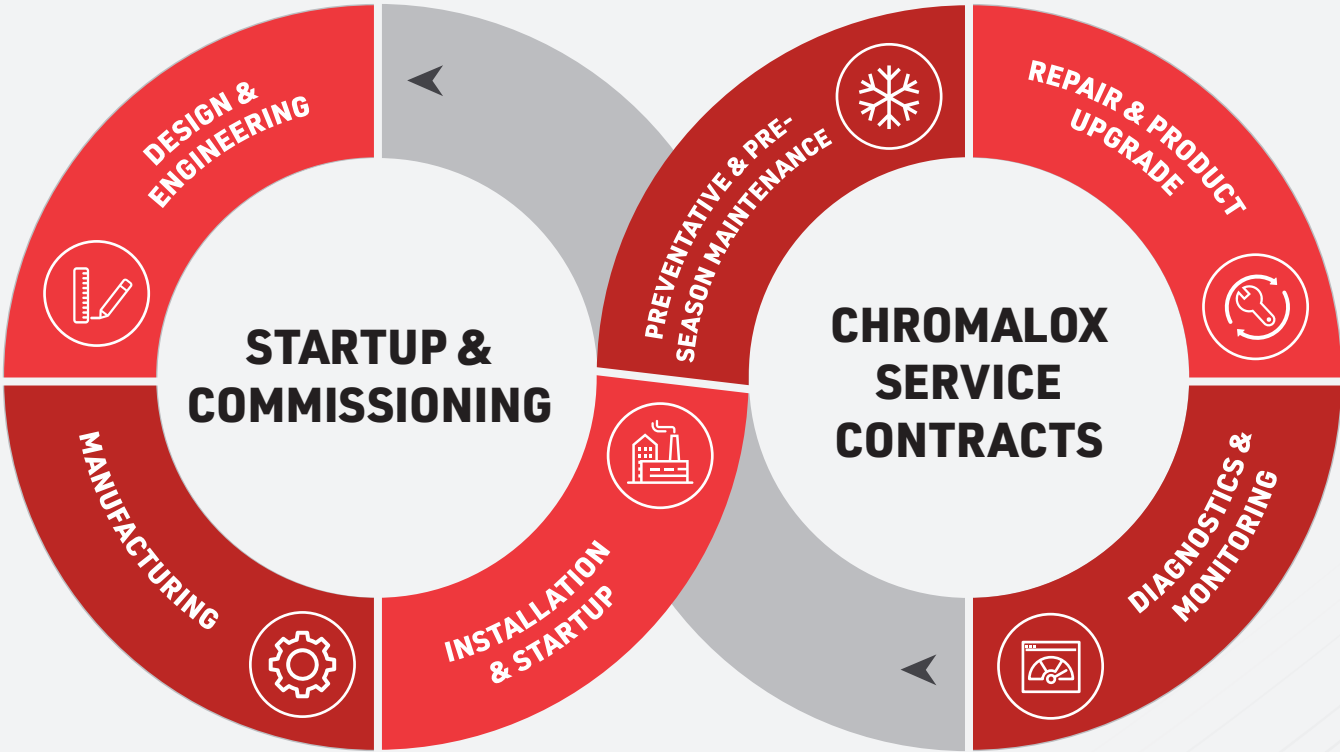 DESIGN &
ENGINEERING
MANUFACTURING
INSTALLATION
& STARTUP
STARTUP &
COMMISSIONING
PREVENTATIVE & PRE-
SEASON MAINTENANCE
REPAIR & PRODUCT
UPGRADE
DIAGNOSTICS &
MONITORING
CHROMALOX
SERVICE
CONTRACTS